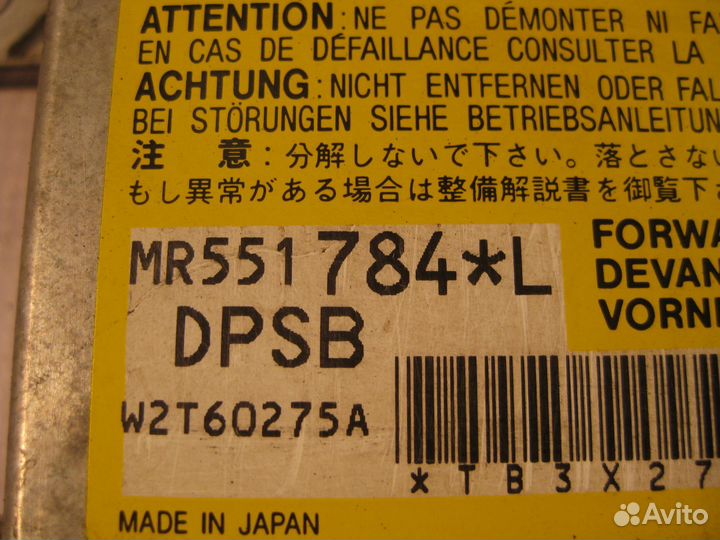 ATTENTION: NE PAS DÉMONTER NI FA
EN CAS DE DÉFAILLANCE CONSULTER LA
ACHTUNG: NICHT ENTFERNEN ODER FAL
BEI STÖRUNGEN SIEHE BETRIEBSANLEITUN
注 意:分解しないで下さい。落とさな
もし異常がある場合は整備解説書を御覧下
MR551784*L
DPSB
W2T60275A
FORWA
DEVAN
VORNE
*TB3X27
MADE IN JAPAN
Avito